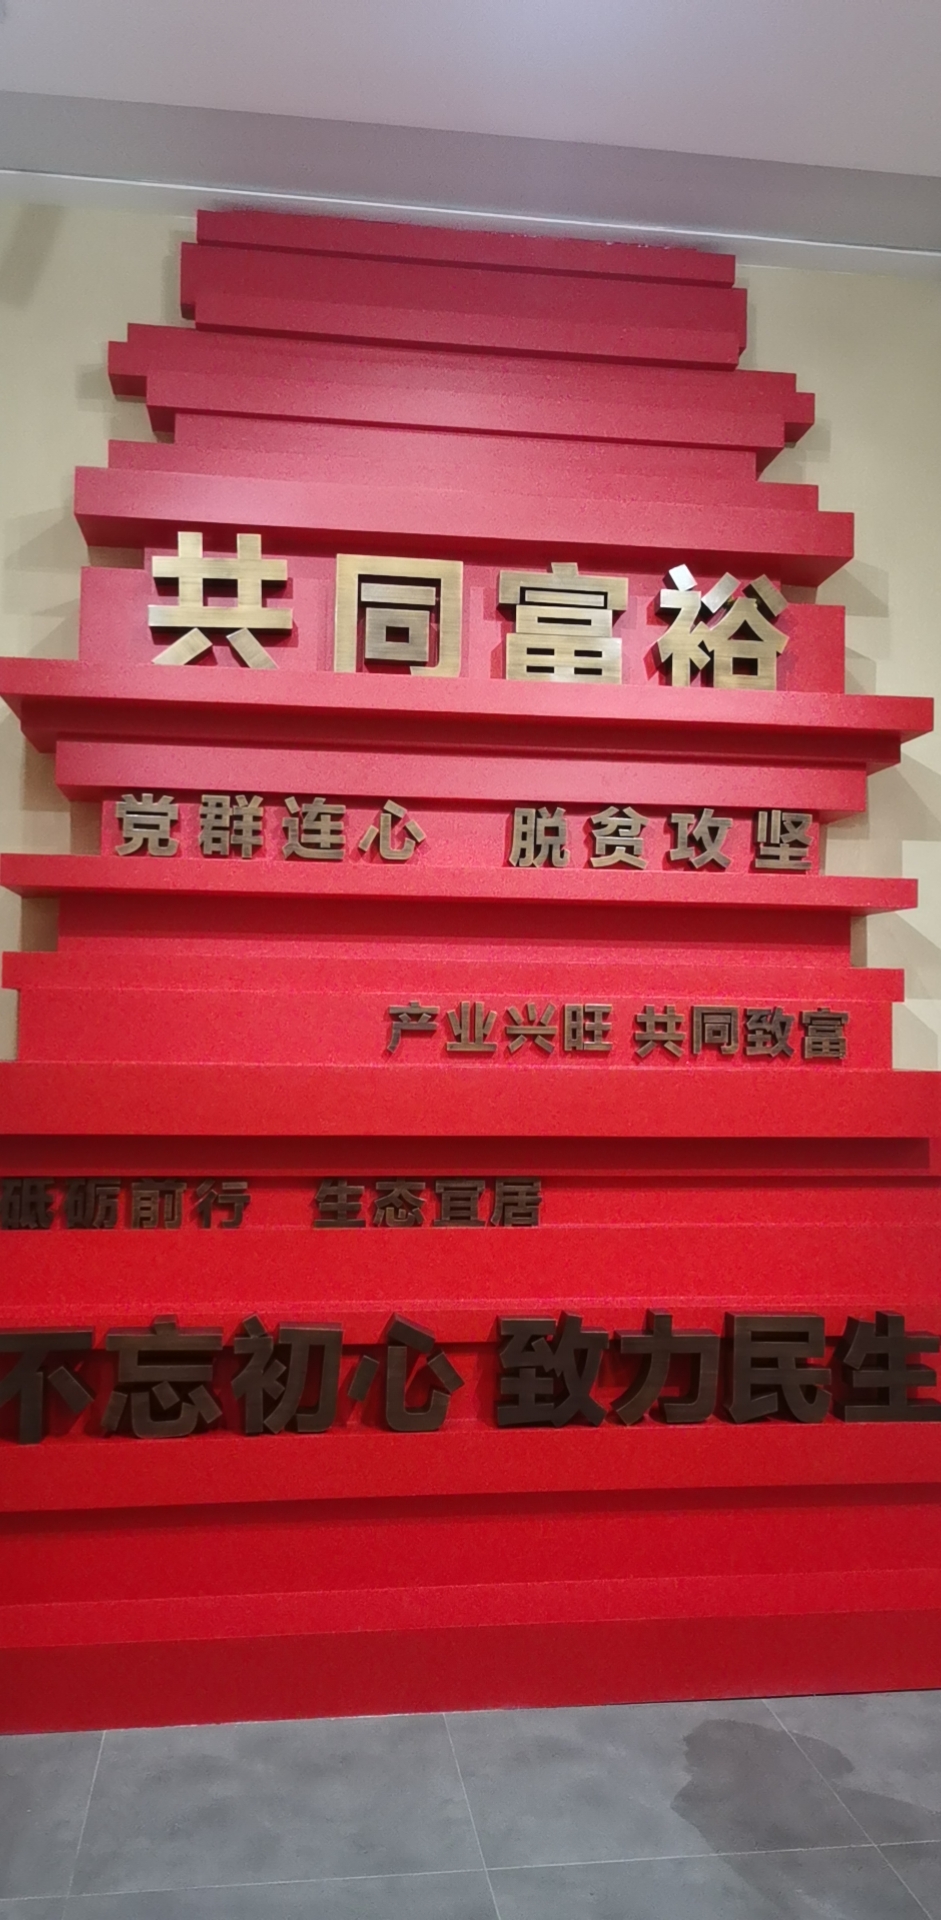 共同富裕
党群连心 脱贫攻坚
产业兴旺 共同致富
砥砺前行 生态宜居
不忘初心 致力民生